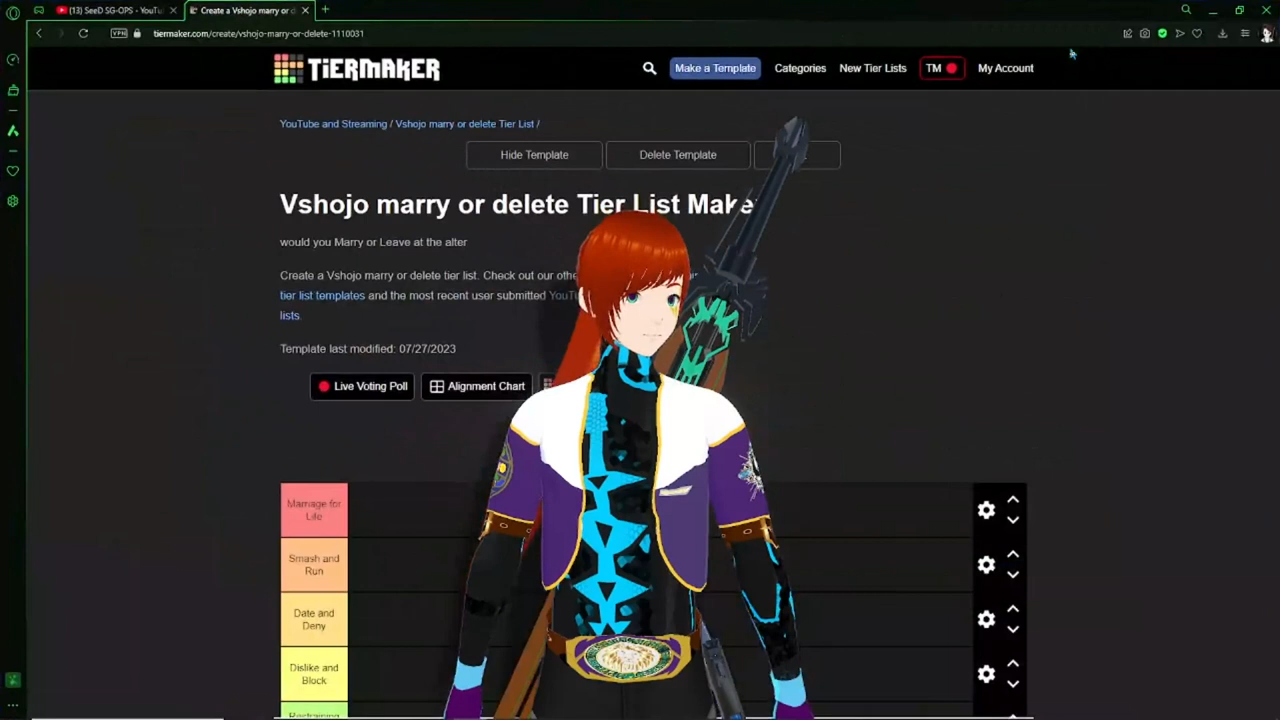 (13) SeeD SG-OPS - YouTu
Create a Vshojo marry or d
VPN
tiermaker.com/create/vshojo-marry-or-delete-1110031
TiERMAKER
Make a Template
Categories
New Tier Lists
TM
My Account
YouTube and Streaming / Vshojo marry or delete Tier List /
Hide Template
Delete Template
Vshojo marry or delete Tier List Make
would you Marry or Leave at the alter
Create a Vshojo marry or delete tier list. Check out our othe
tier list templates and the most recent user submitted YouTu
lists.
Template last modified: 07/27/2023
Live Voting Poll
Alignment Chart
Marriage for
Life
Smash and
Run
Date and
Deny
Dislike and
Block
Restraining